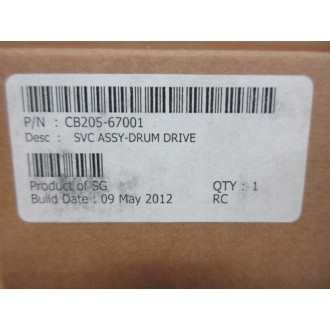 P/N : CB205-67001
Desc : SVC ASSY-DRUM DRIVE
Product of SG QTY : 1
Build Date : 09 May 2012 RC